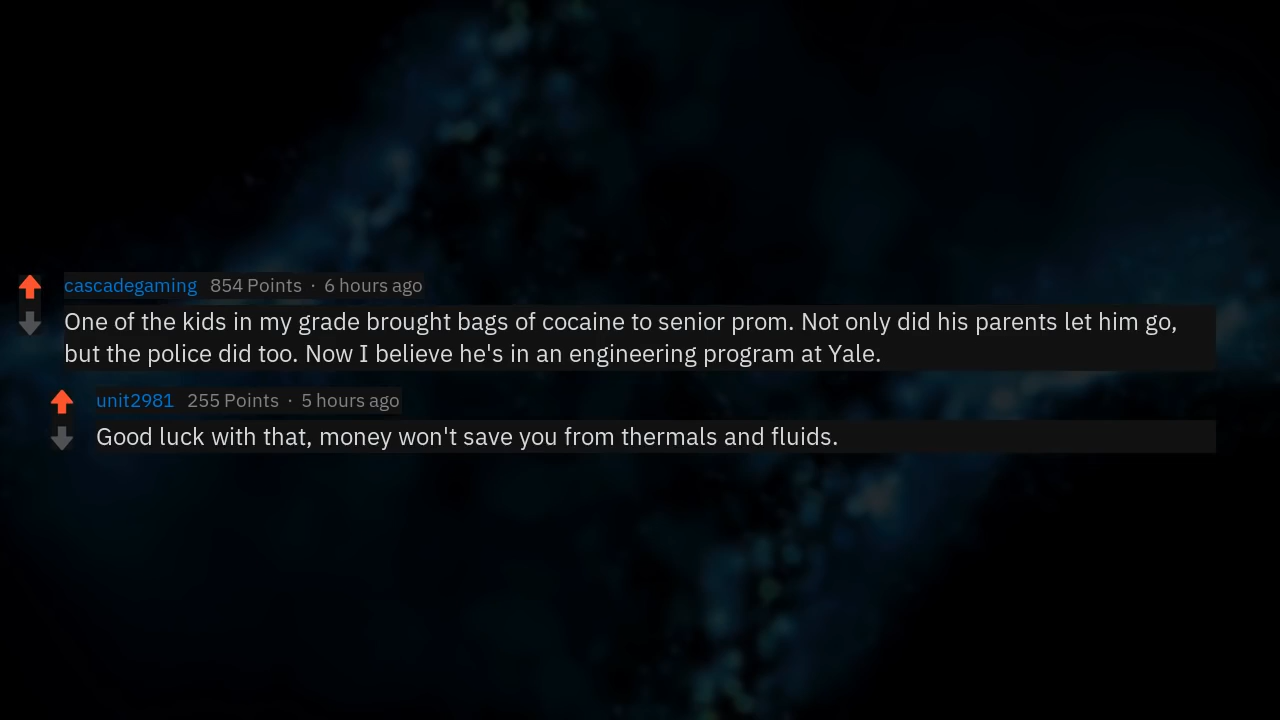 cascadegaming 854 Points · 6 hours ago
One of the kids in my grade brought bags of cocaine to senior prom. Not only did his parents let him go,
but the police did too. Now I believe he's in an engineering program at Yale.
unit2981 255 Points · 5 hours ago
Good luck with that, money won't save you from thermals and fluids.